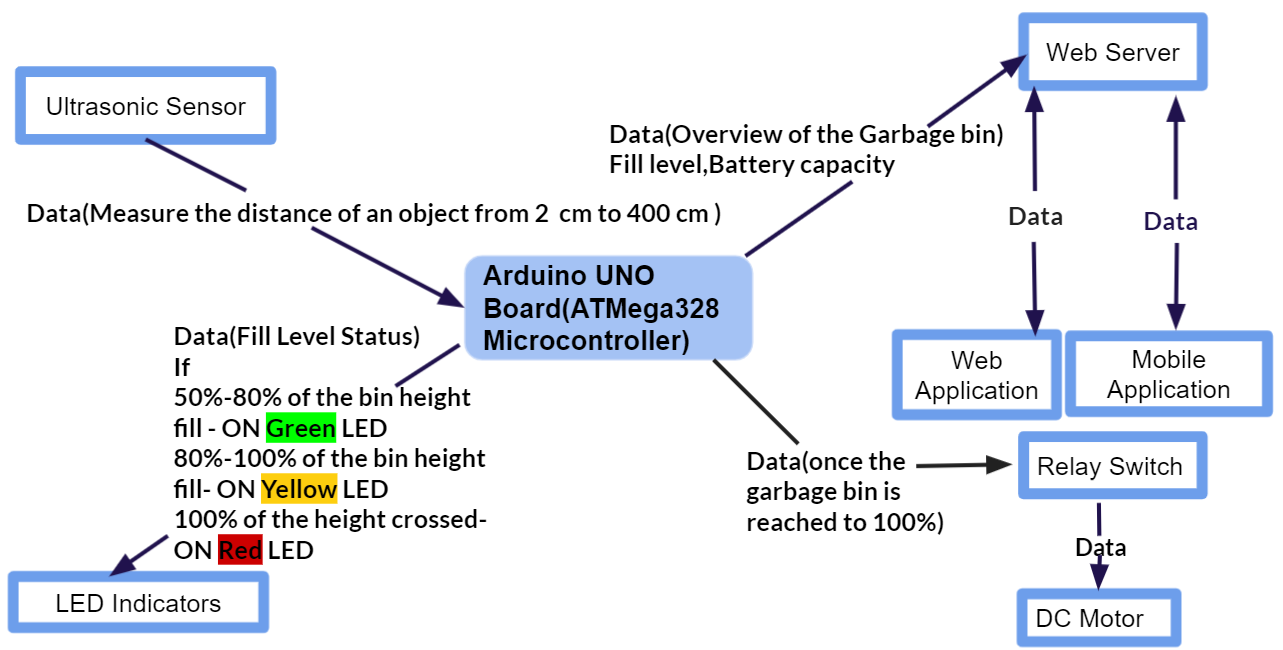 Web Server
Ultrasonic Sensor
Data(Overview of the Garbage bin)
Fill level,Battery capacity
Data(Measure the distance of an object from 2 cm to 400 cm )
Data
Data
Arduino UNO
Board(ATMega328
Microcontroller)
Data(Fill Level Status)
If
50%-80% of the bin height
fill - ON Green LED
80%-100% of the bin height
fill- ON Yellow LED
100% of the height crossed-
ON Red LED
Web
Application
Mobile
Application
Data(once the
garbage bin is
reached to 100%)
Relay Switch
Data
LED Indicators
DC Motor